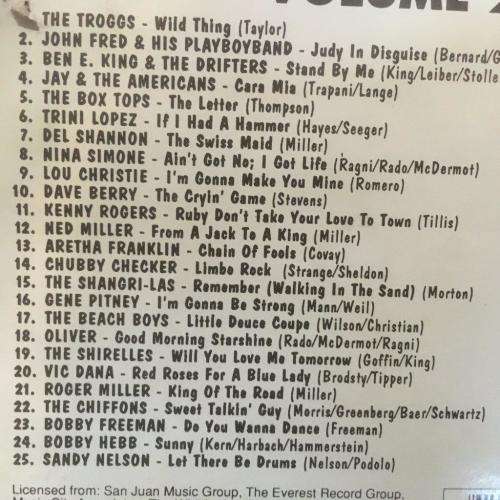 VOLUME 2
THE TROGGS - Wild Thing (Taylor)
2. JOHN FRED & HIS PLAYBOYBAND - Judy In Disguise (Bernard/G
3. BEN E. KING & THE DRIFTERS - Stand By Me (King/Leiber/Stolle
4. JAY & THE AMERICANS - Cara Mia (Trapani/Lange)
5. THE BOX TOPS - The Letter (Thompson)
6. TRINI LOPEZ - If I Had A Hammer (Hayes/Seeger)
7. DEL SHANNON - The Swiss Maid (Miller)
8. NINA SIMONE - Ain't Got No; I Got Life (Ragni/Rado/McDermot)
9. LOU CHRISTIE - I'm Gonna Make You Mine (Romero)
10. DAVE BERRY - The Cryin' Game (Stevens)
11. KENNY ROGERS - Ruby Don't Take Your Love To Town (Tillis)
12. NED MILLER - From A Jack To A King (Miller)
13. ARETHA FRANKLIN - Chain Of Fools (Covay)
14. CHUBBY CHECKER - Limbo Rock (Strange/Sheldon)
15. THE SHANGRI-LAS - Remember (Walking In The Sand) (Morton)
16. GENE PITNEY - I'm Gonna Be Strong (Mann/Weil)
17. THE BEACH BOYS - Little Deuce Coupe (Wilson/Christian)
18. OLIVER - Good Morning Starshine (Rado/McDermot/Ragni)
19. THE SHIRELLES - Will You Love Me Tomorrow (Goffin/King)
20. VIC DANA - Red Roses For A Blue Lady (Brodsty/Tipper)
21. ROGER MILLER - King Of The Road (Miller)
22. THE CHIFFONS - Sweet Talkin' Guy (Morris/Greenberg/Baer/Schwartz)
23. BOBBY FREEMAN - Do You Wanna Dance (Freeman)
24. BOBBY HEBB - Sunny (Kern/Harbach/Hammerstein)
25. SANDY NELSON - Let There Be Drums (Nelson/Podolo)
Licensed from: San Juan Music Group, The Everest Record Group,